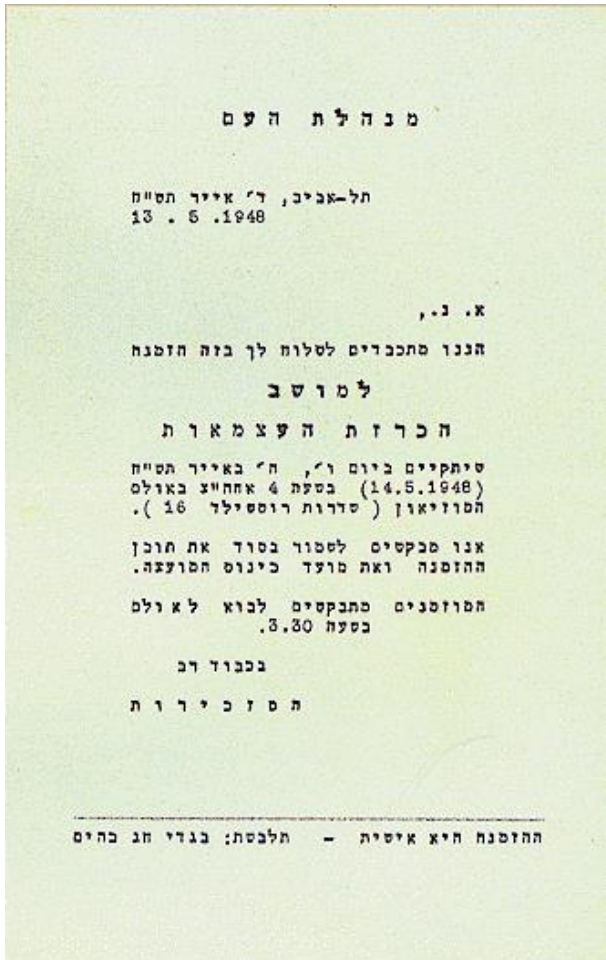 מנהלת העם
תל-אביב, ד' אייר תש"ח
13 . 5 .1948
א. נ.,
הננו מתכבדים לשלוח לך בזה הזמנה
למושב
הכרזת העצמאות
שיתקיים ביום ו', ה' באייר תש"ח
(14.5.1948) בשעה 4 אחה"צ באולם
המוזיאון ( שדרות רוטשילד 16 ).
אנו מבקשים לשמור בסוד את תוכן
ההזמנה ואת מועד כינוס המועצה.
המוזמנים מתבקשים לבוא לאולם
בשעה 3.30.
בכבוד רב
המזכירות
ההזמנה היא אישית – תלבשת: בגדי חג כהים